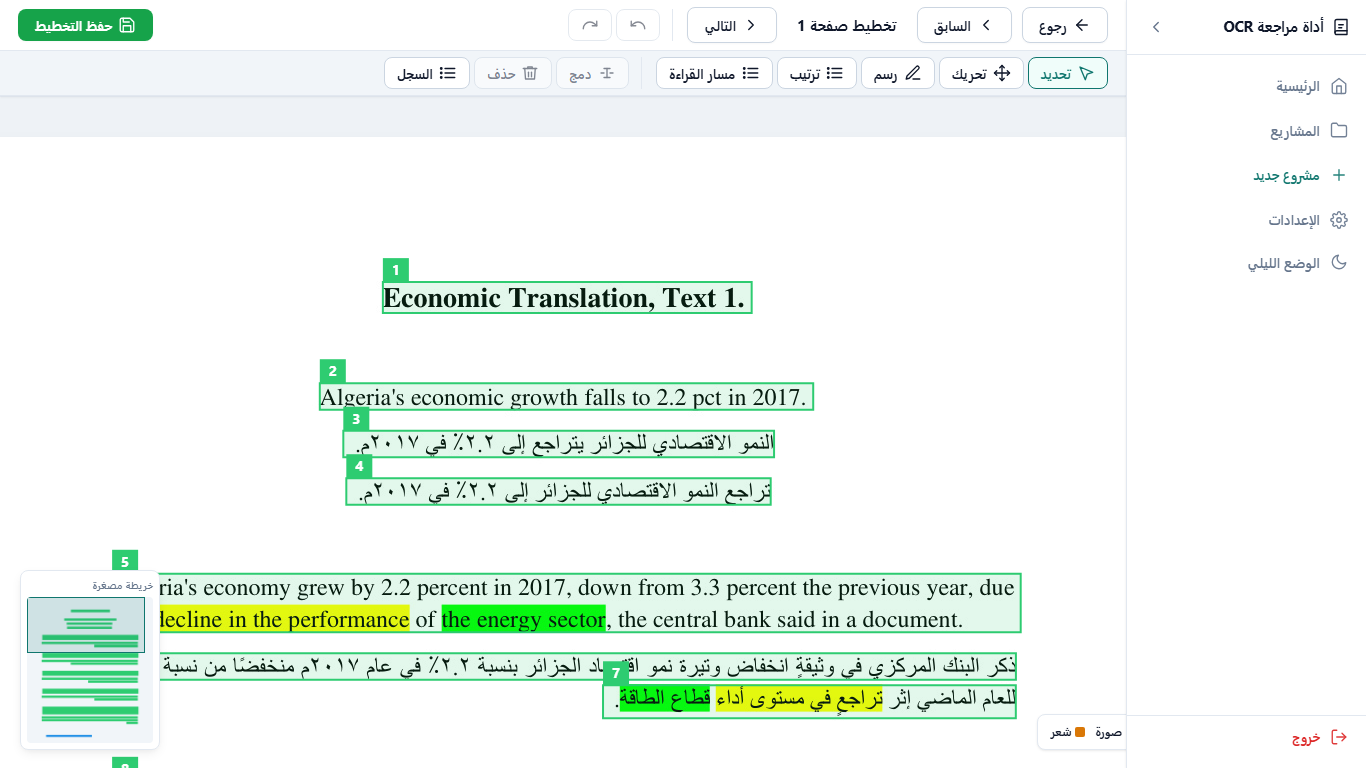 أداة مراجعة OCR
الرئيسية
المشاريع
مشروع جديد
الإعدادات
الوضع الليلي
خروج
رجوع
السابق
تخطيط صفحة 1
التالي
حفظ التخطيط
تحديد
تحريك
رسم
ترتيب
مسار القراءة
دمج
حذف
السجل
1
Economic Translation, Text 1.
2
Algeria's economic growth falls to 2.2 pct in 2017.
3
النمو الاقتصادي للجزائر يتراجع إلى ٢.٢٪ في ٢٠١٧م.
4
تراجع النمو الاقتصادي للجزائر إلى ٢.٢٪ في ٢٠١٧م.
5
ria's economy grew by 2.2 percent in 2017, down from 3.3 percent the previous year, due
decline in the performance of the energy sector, the central bank said in a document.
ذكر البنك المركزي في وثيقةٍ انخفاض وتيرة نمو الجزائر بنسبة ٢.٢٪ في عام ٢٠١٧م منخفضًا من نسبة
7
للعام الماضي إثر تراجعٍ في مستوى أداء قطاع الطاقة.
خريطة مصغرة
صورة
شعر